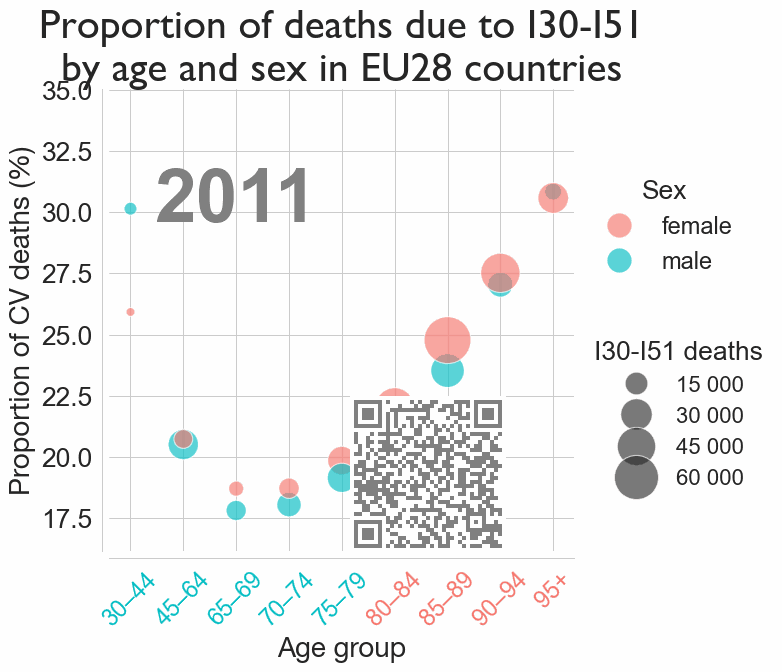 Proportion of deaths due to I30-I51
by age and sex in EU28 countries
35.0
32.5
30.0
27.5
25.0
22.5
20.0
17.5
Proportion of CV deaths (%)
2011
Sex
female
male
I30-I51 deaths
15 000
30 000
45 000
60 000
30–44
45–64
65–69
70–74
75–79
80–84
85–89
90–94
95+
Age group